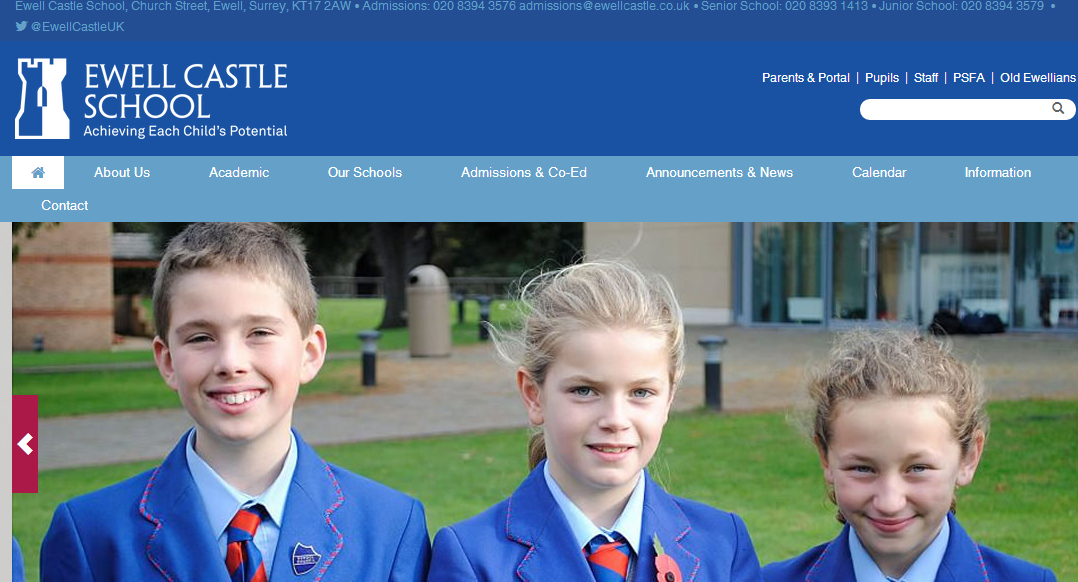 Ewell Castle School, Church Street, Ewell, Surrey, KT17 2AW • Admissions: 020 8394 3576 admissions@ewellcastle.co.uk • Senior School: 020 8393 1413 • Junior School: 020 8394 3579 •
@EwellCastleUK
EWELL CASTLE
SCHOOL
Achieving Each Child's Potential
Parents & Portal | Pupils | Staff | PSFA | Old Ewellians
About Us Academic Our Schools Admissions & Co-Ed Announcements & News Calendar Information
Contact